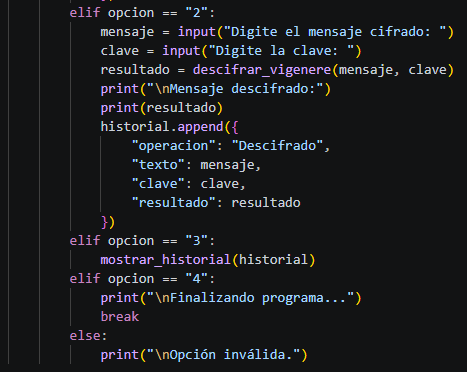 elif opcion == "2":
mensaje = input("Digite el mensaje cifrado: ")
clave = input("Digite la clave: ")
resultado = descifrar_vigenere(mensaje, clave)
print("\nMensaje descifrado:")
print(resultado)
historial.append({
"operacion": "Descifrado",
"texto": mensaje,
"clave": clave,
"resultado": resultado
})
elif opcion == "3":
mostrar_historial(historial)
elif opcion == "4":
print("\nFinalizando programa...")
break
else:
print("\nOpción inválida.")